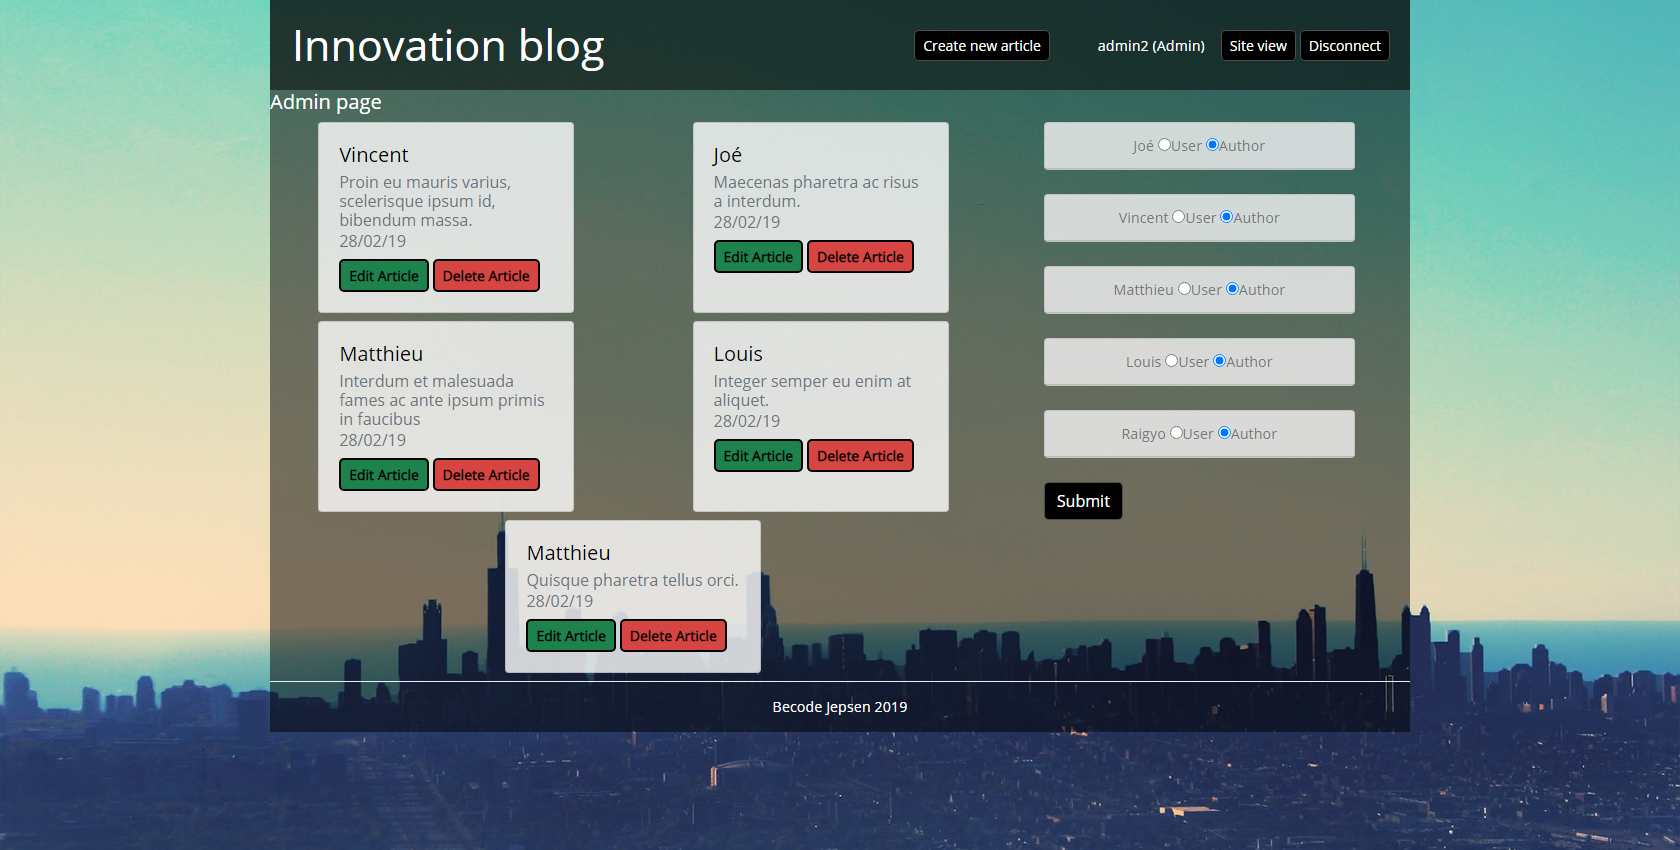 Innovation blog
Create new article
admin2 (Admin)
Site view
Disconnect
Admin page
Vincent
Proin eu mauris varius,
scelerisque ipsum id,
bibendum massa.
28/02/19
Edit Article
Delete Article
Joé
Maecenas pharetra ac risus
a interdum.
28/02/19
Edit Article
Delete Article
Matthieu
Interdum et malesuada
fames ac ante ipsum primis
in faucibus
28/02/19
Edit Article
Delete Article
Louis
Integer semper eu enim at
aliquet.
28/02/19
Edit Article
Delete Article
Matthieu
Quisque pharetra tellus orci.
28/02/19
Edit Article
Delete Article
Joé User Author
Vincent User Author
Matthieu User Author
Louis User Author
Raigyo User Author
Submit
Becode Jepsen 2019